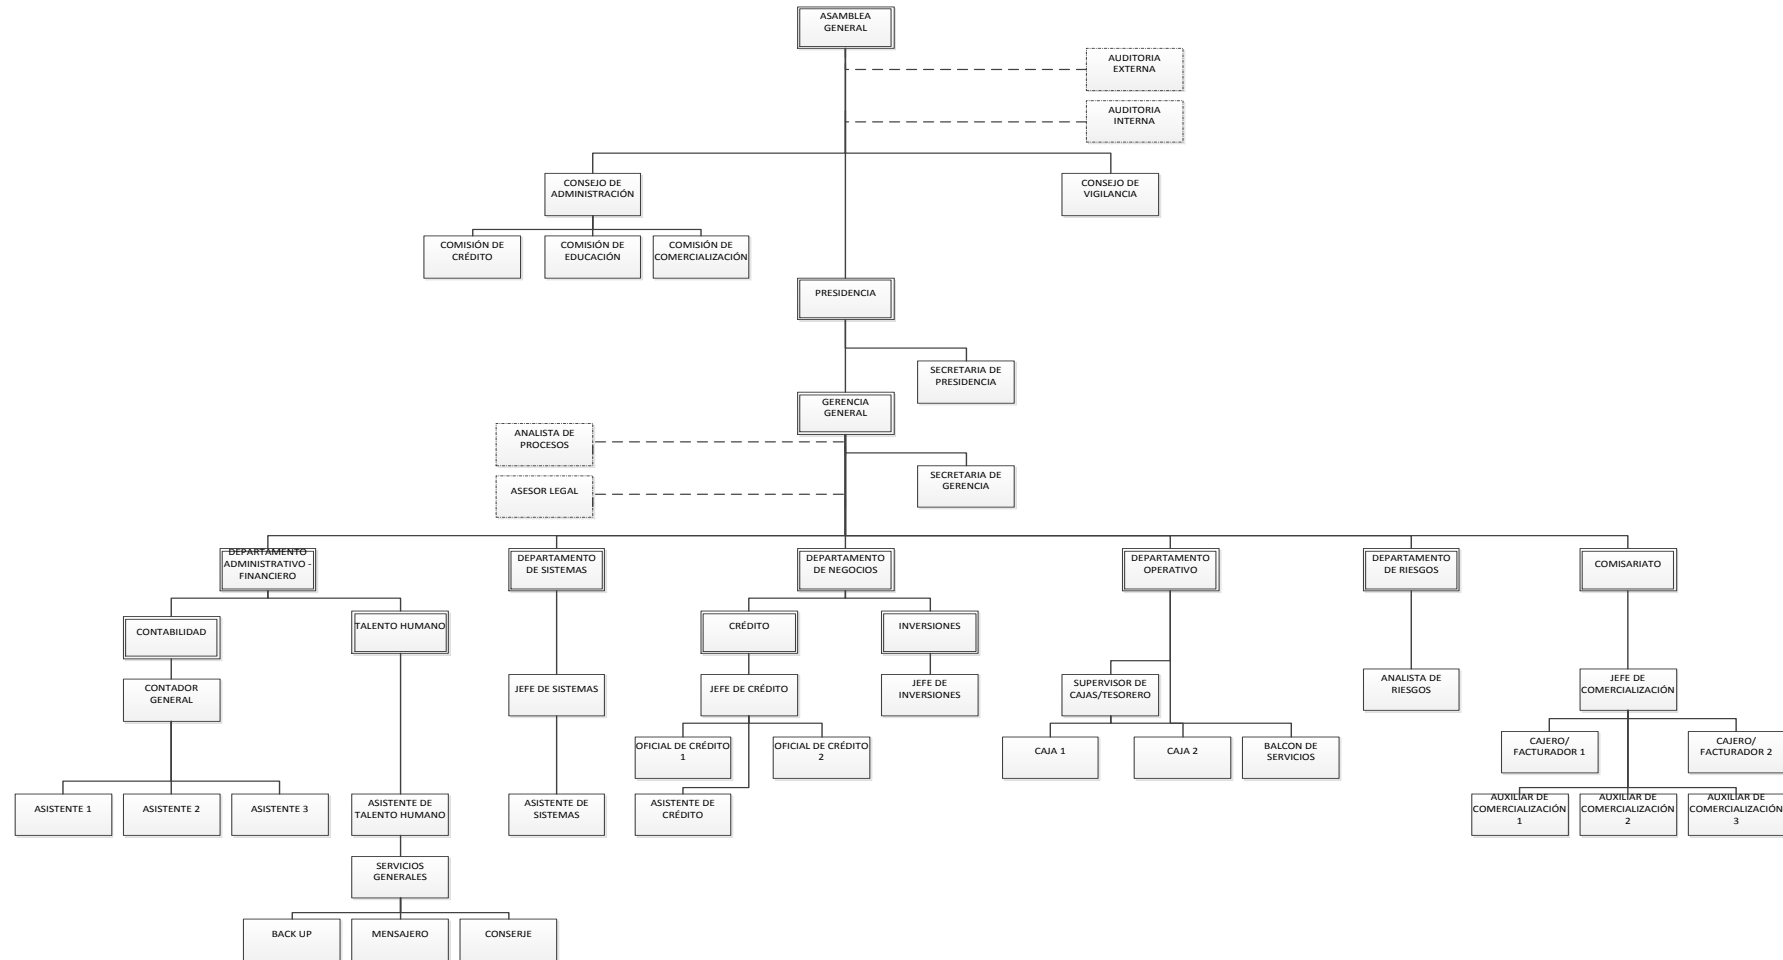 ASAMBLEA
GENERAL
AUDITORIA
EXTERNA
AUDITORIA
INTERNA
CONSEJO DE
ADMINISTRACIÓN
CONSEJO DE
VIGILANCIA
COMISIÓN DE
CRÉDITO
COMISIÓN DE
EDUCACIÓN
COMISIÓN DE
COMERCIALIZACIÓN
PRESIDENCIA
SECRETARIA DE
PRESIDENCIA
GERENCIA
GENERAL
ANALISTA DE
PROCESOS
SECRETARIA DE
GERENCIA
ASESOR LEGAL
DEPARTAMENTO
ADMINISTRATIVO -
FINANCIERO
DEPARTAMENTO
DE SISTEMAS
DEPARTAMENTO
DE NEGOCIOS
DEPARTAMENTO
OPERATIVO
DEPARTAMENTO
DE RIESGOS
COMISARIATO
CONTABILIDAD
TALENTO HUMANO
CRÉDITO
INVERSIONES
CONTADOR
GENERAL
JEFE DE SISTEMAS
JEFE DE CRÉDITO
JEFE DE
INVERSIONES
SUPERVISOR DE
CAJAS/TESORERO
ANALISTA DE
RIESGOS
JEFE DE
COMERCIALIZACIÓN
OFICIAL DE CRÉDITO
1
OFICIAL DE CRÉDITO
2
CAJA 1
CAJA 2
BALCON DE
SERVICIOS
CAJERO/
FACTURADOR 1
CAJERO/
FACTURADOR 2
ASISTENTE 1
ASISTENTE 2
ASISTENTE 3
ASISTENTE DE
TALENTO HUMANO
ASISTENTE DE
SISTEMAS
ASISTENTE DE
CRÉDITO
AUXILIAR DE
COMERCIALIZACIÓN
1
AUXILIAR DE
COMERCIALIZACIÓN
2
AUXILIAR DE
COMERCIALIZACIÓN
3
SERVICIOS
GENERALES
BACK UP
MENSAJERO
CONSERJE